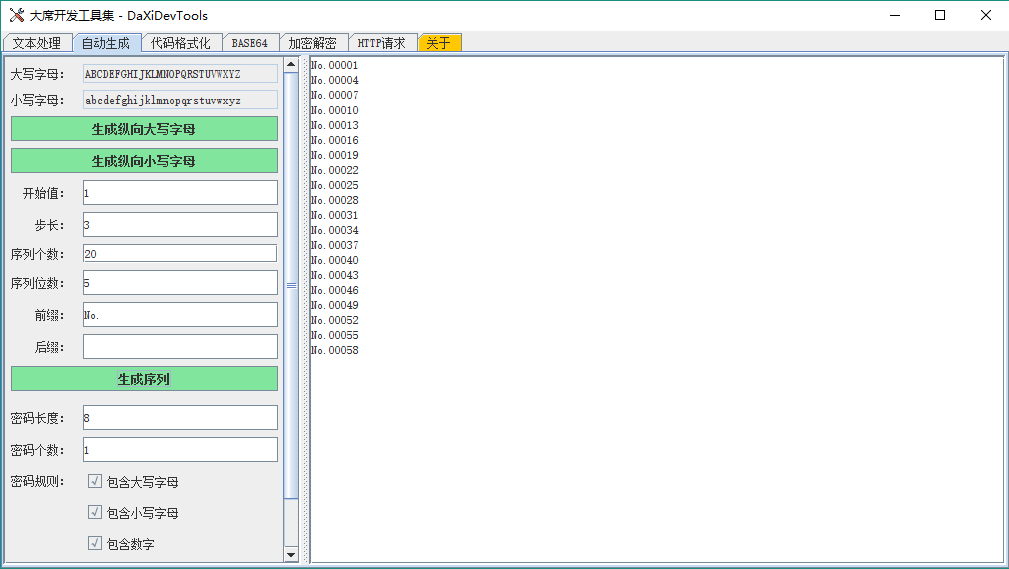 大席开发工具集 - DaXiDevTools
文本处理 自动生成 代码格式化 BASE64 加密解密 HTTP请求 关于
大写字母： ABCDEFGHIJKLMNOPQRSTUVWXYZ
小写字母： abcdefghijklmnopqrstuvwxyz
生成纵向大写字母
生成纵向小写字母
开始值： 1
步长： 3
序列个数： 20
序列位数： 5
前缀： No.
后缀：
生成序列
密码长度： 8
密码个数： 1
密码规则： 包含大写字母
包含小写字母
包含数字
No.00001
No.00004
No.00007
No.00010
No.00013
No.00016
No.00019
No.00022
No.00025
No.00028
No.00031
No.00034
No.00037
No.00040
No.00043
No.00046
No.00049
No.00052
No.00055
No.00058